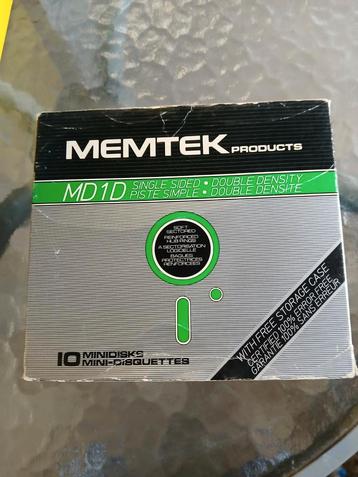 MEMTEK PRODUCTS
MD1D SINGLE SIDED : DOUBLE DENSITY
PISTE SIMPLE : DOUBLE DENSITÉ
SOFT
SECTORED
REINFORCED
HUB RINGS
A SECTORISATION
LOGICIELLE
BAGUES
PROTECTRICES
RENFORCEES
WITH FREE STORAGE CASE
CERTIFIED 100% ERROR FREE
GARANTIE 100% SANS ERREUR
10 MINIDISKS
MINI-DISQUETTES